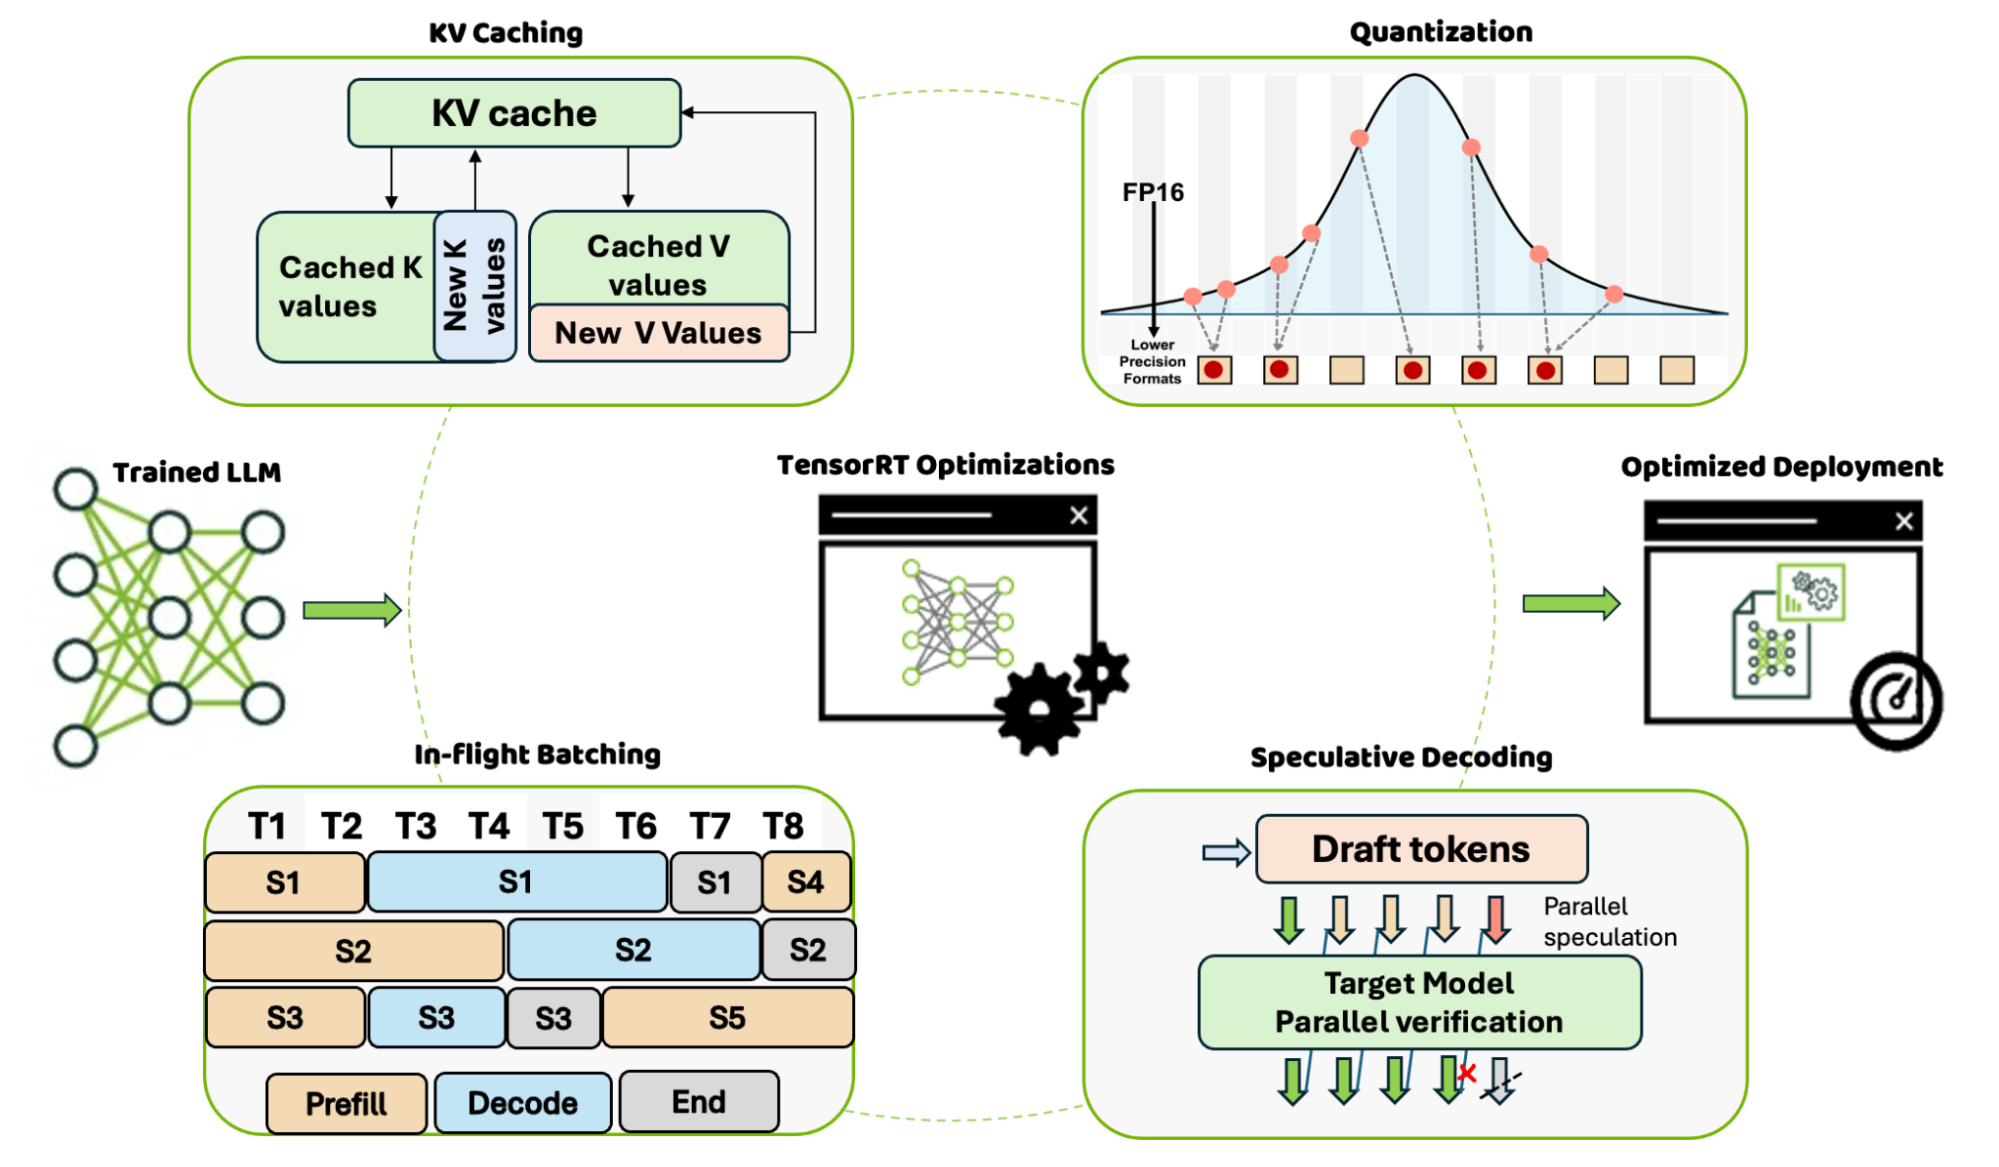 KV Caching
KV cache
Cached K
values
New K
values
Cached V
values
New V Values
Quantization
FP16
Lower
Precision
Formats
Trained LLM
TensorRT Optimizations
Optimized Deployment
In-flight Batching
T1 T2 T3 T4 T5 T6 T7 T8
S1 S1 S1 S4
S2 S2 S2
S3 S3 S3 S5
Prefill Decode End
Speculative Decoding
Draft tokens
Parallel
speculation
Target Model
Parallel verification